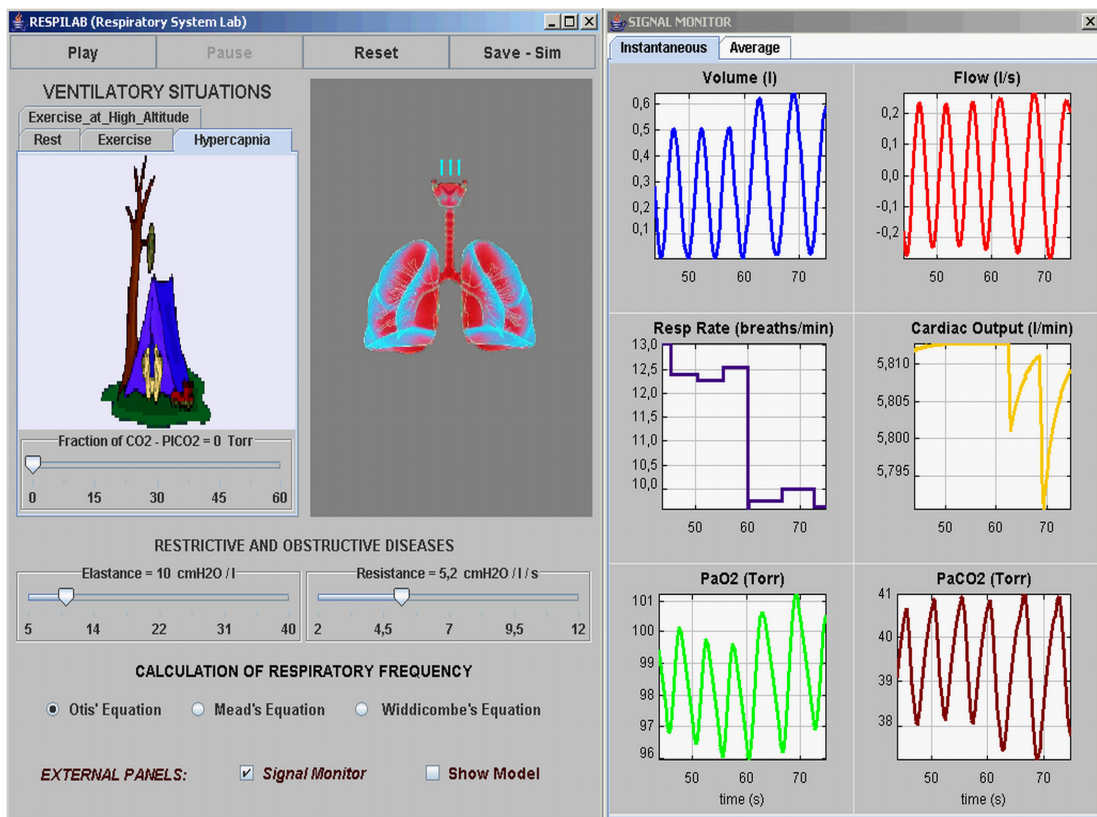 RESPILAB (Respiratory System Lab)
Play Pause Reset Save - Sim
VENTILATORY SITUATIONS
Exercise_at_High_Altitude
Rest Exercise Hypercapnia
Fraction of CO2 - PICO2 = 0 Torr
0 15 30 45 60
RESTRICTIVE AND OBSTRUCTIVE DISEASES
Elastance = 10 cmH2O / l
5 14 22 31 40
Resistance = 5,2 cmH2O / l / s
2 4,5 7 9,5 12
CALCULATION OF RESPIRATORY FREQUENCY
Otis' Equation Mead's Equation Widdicombe's Equation
EXTERNAL PANELS: Signal Monitor Show Model
SIGNAL MONITOR
Instantaneous Average
Volume (l)
0,6
0,5
0,4
0,3
0,2
0,1
50 60 70
Flow (l/s)
0,2
0,1
0,0
-0,0
-0,1
-0,2
50 60 70
Resp Rate (breaths/min)
13,0
12,5
12,0
11,5
11,0
10,5
10,0
50 60 70
Cardiac Output (l/min)
5,812
5,805
5,800
5,795
50 60 70
PaO2 (Torr)
101
100
99
98
97
96
50 60 70
time (s)
PaCO2 (Torr)
41
40
39
38
50 60 70
time (s)